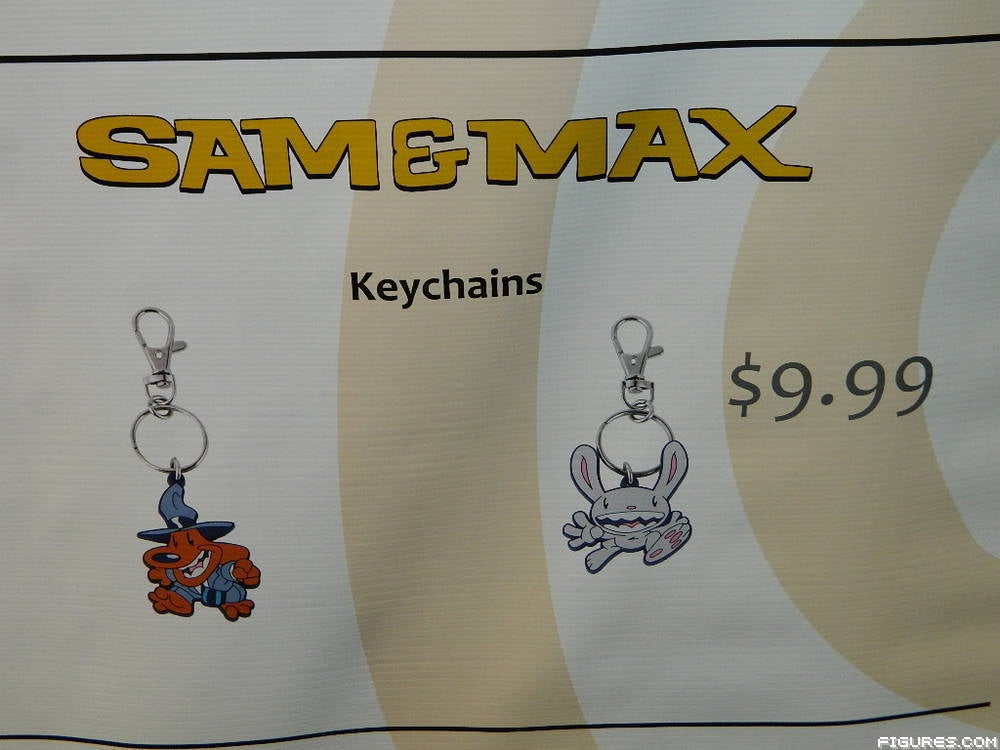 SAM & MAX
Keychains
$9.99
FIGURES.COM